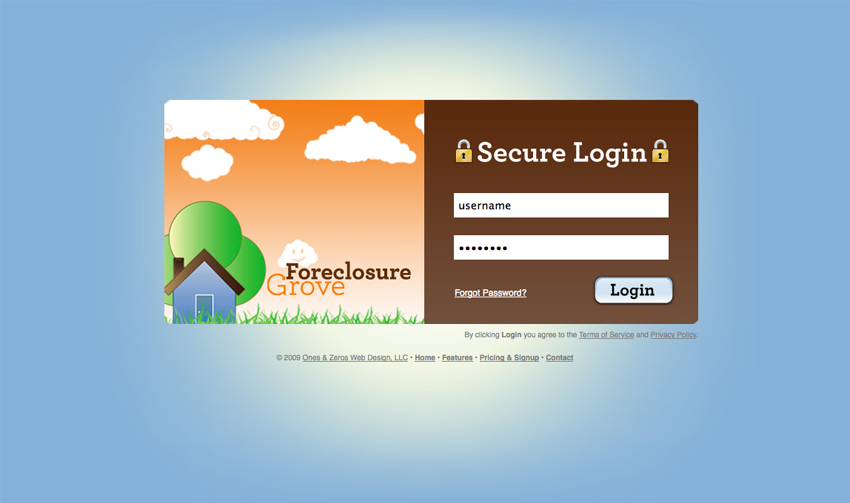 Secure Login
username
••••••••
Foreclosure
Grove
Forgot Password?
Login
By clicking Login you agree to the Terms of Service and Privacy Policy.
© 2009 Ones & Zeros Web Design, LLC • Home • Features • Pricing & Signup • Contact